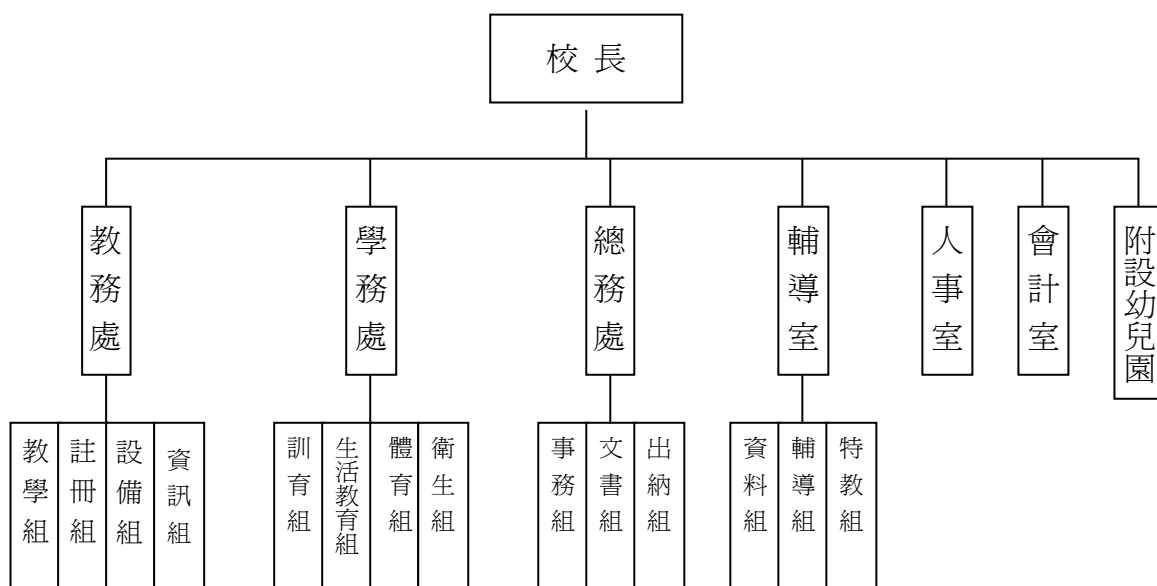 校長
教務處
學務處
總務處
輔導室
人事室
會計室
附設幼兒園
教學組
註冊組
設備組
資訊組
訓育組
生活教育組
體育組
衛生組
事務組
文書組
出納組
資料組
輔導組
特教組